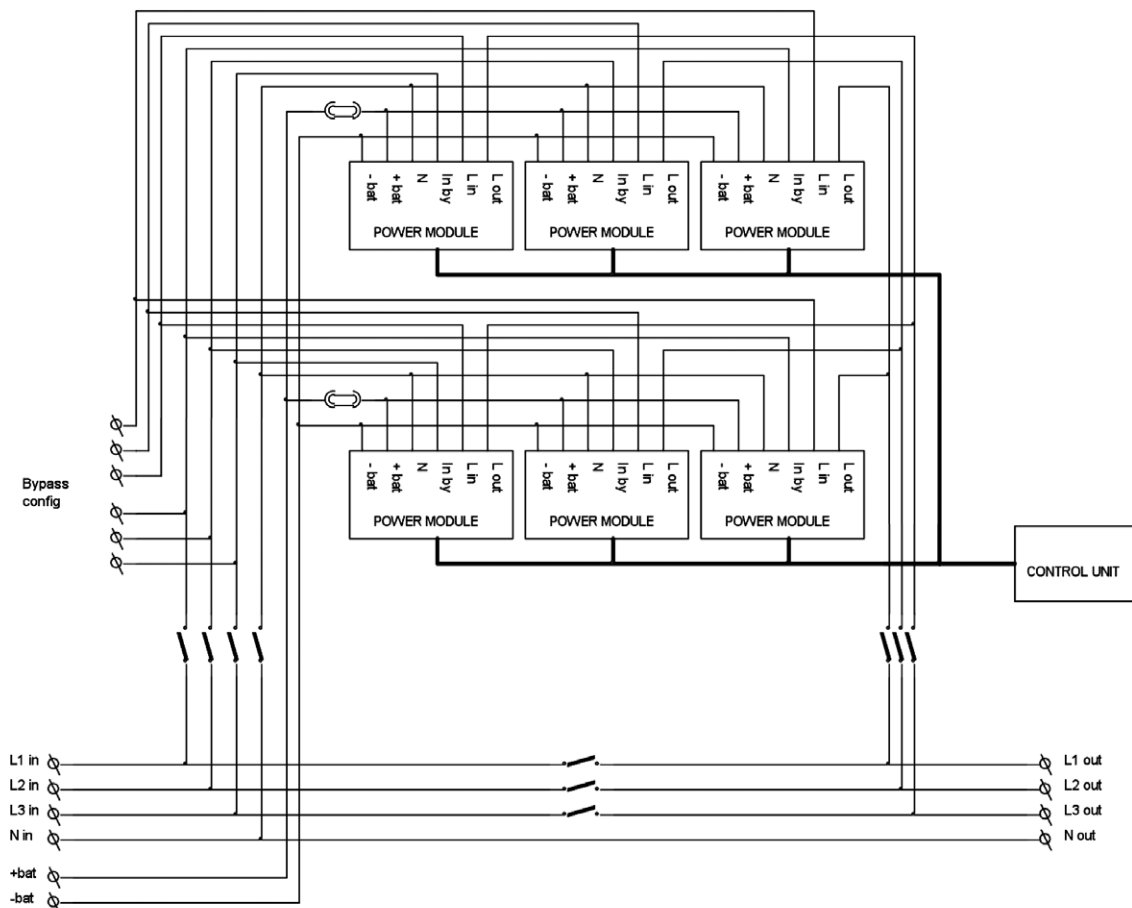 - bat
+ bat
N
In by
L in
L out
POWER MODULE
- bat
+ bat
N
In by
L in
L out
POWER MODULE
- bat
+ bat
N
In by
L in
L out
POWER MODULE
- bat
+ bat
N
In by
L in
L out
POWER MODULE
- bat
+ bat
N
In by
L in
L out
POWER MODULE
- bat
+ bat
N
In by
L in
L out
POWER MODULE
Bypass
config
CONTROL UNIT
L1 in
L1 out
L2 in
L2 out
L3 in
L3 out
N in
N out
+bat
-bat